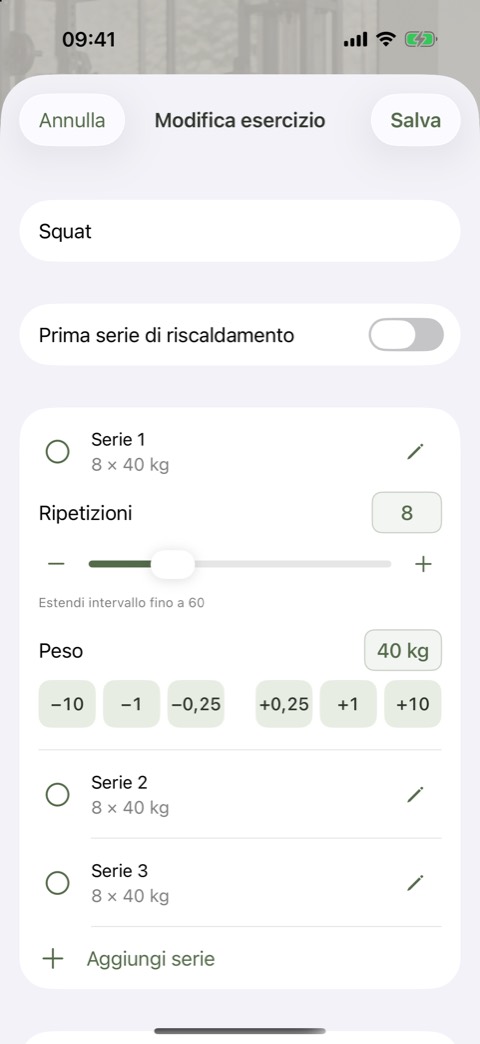 09:41
Annulla
Modifica esercizio
Salva
Squat
Prima serie di riscaldamento
Serie 1
8 × 40 kg
Ripetizioni
8
Estendi intervallo fino a 60
Peso
40 kg
−10
−1
−0,25
+0,25
+1
+10
Serie 2
8 × 40 kg
Serie 3
8 × 40 kg
Aggiungi serie